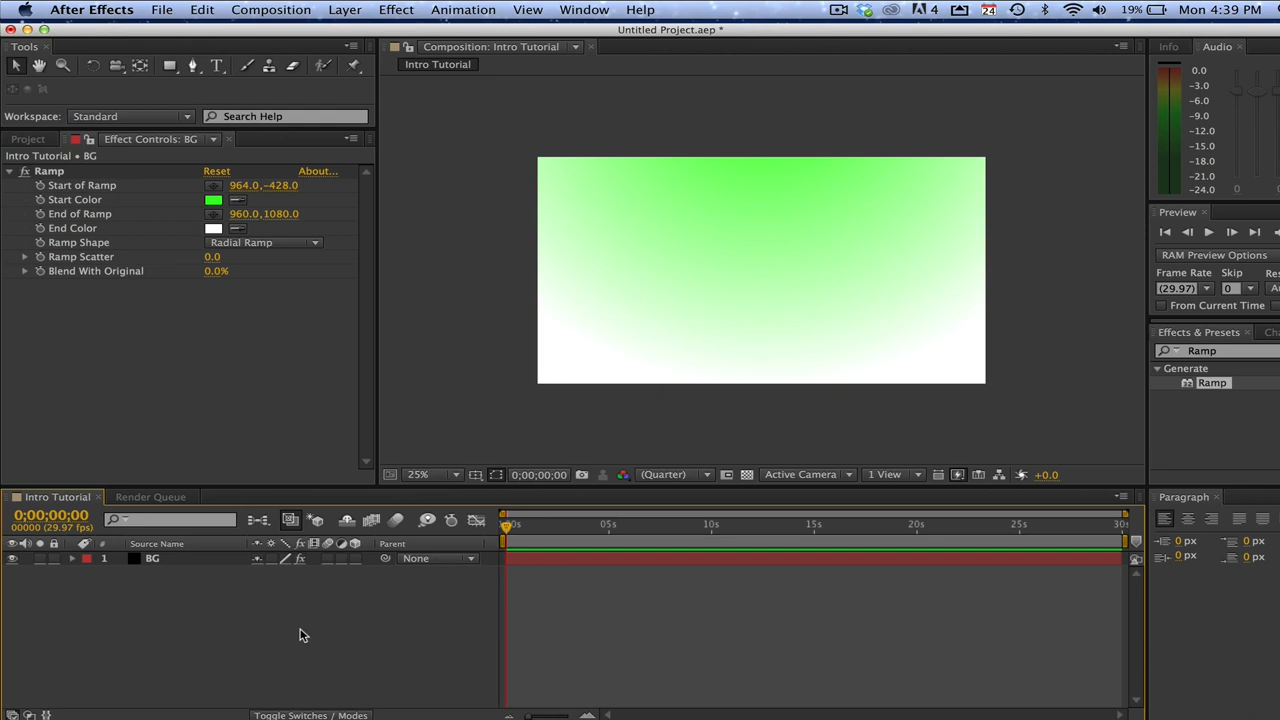 After Effects File Edit Composition Layer Effect Animation View Window Help 4 24 19% Mon 4:39 PM
Untitled Project.aep *
Tools
Composition: Intro Tutorial
Info Audio
Intro Tutorial
0.0
-3.0
-6.0
-9.0
-12.0
-15.0
-18.0
-21.0
-24.0
0 0
Workspace: Standard Search Help
Project Effect Controls: BG
Intro Tutorial • BG
fx Ramp Reset About...
Start of Ramp 964.0,-428.0
Start Color
End of Ramp 960.0,1080.0
End Color
Ramp Shape Radial Ramp
Ramp Scatter 0.0
Blend With Original 0.0%
Preview
RAM Preview Options
Frame Rate Skip Res
(29.97) 0 A
From Current Time
Effects & Presets Ch
Ramp
Generate
Ramp
25% 0;00;00;00 (Quarter) Active Camera 1 View +0.0
Intro Tutorial Render Queue
0;00;00;00
00000 (29.97 fps)
:00s 05s 10s 15s 20s 25s 30s
# Source Name fx Parent
1 BG fx None
Toggle Switches / Modes
Paragraph
0 px 0 px
0 px 0 px